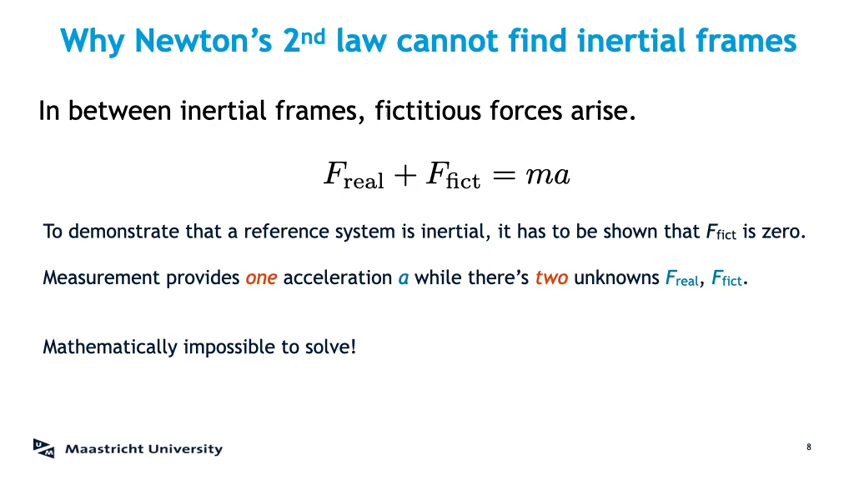 Why Newton's 2nd law cannot find inertial frames
In between inertial frames, fictitious forces arise.
F_real + F_fict = ma
To demonstrate that a reference system is inertial, it has to be shown that F_fict is zero.
Measurement provides one acceleration a while there's two unknowns F_real, F_fict.
Mathematically impossible to solve!
UM Maastricht University
8